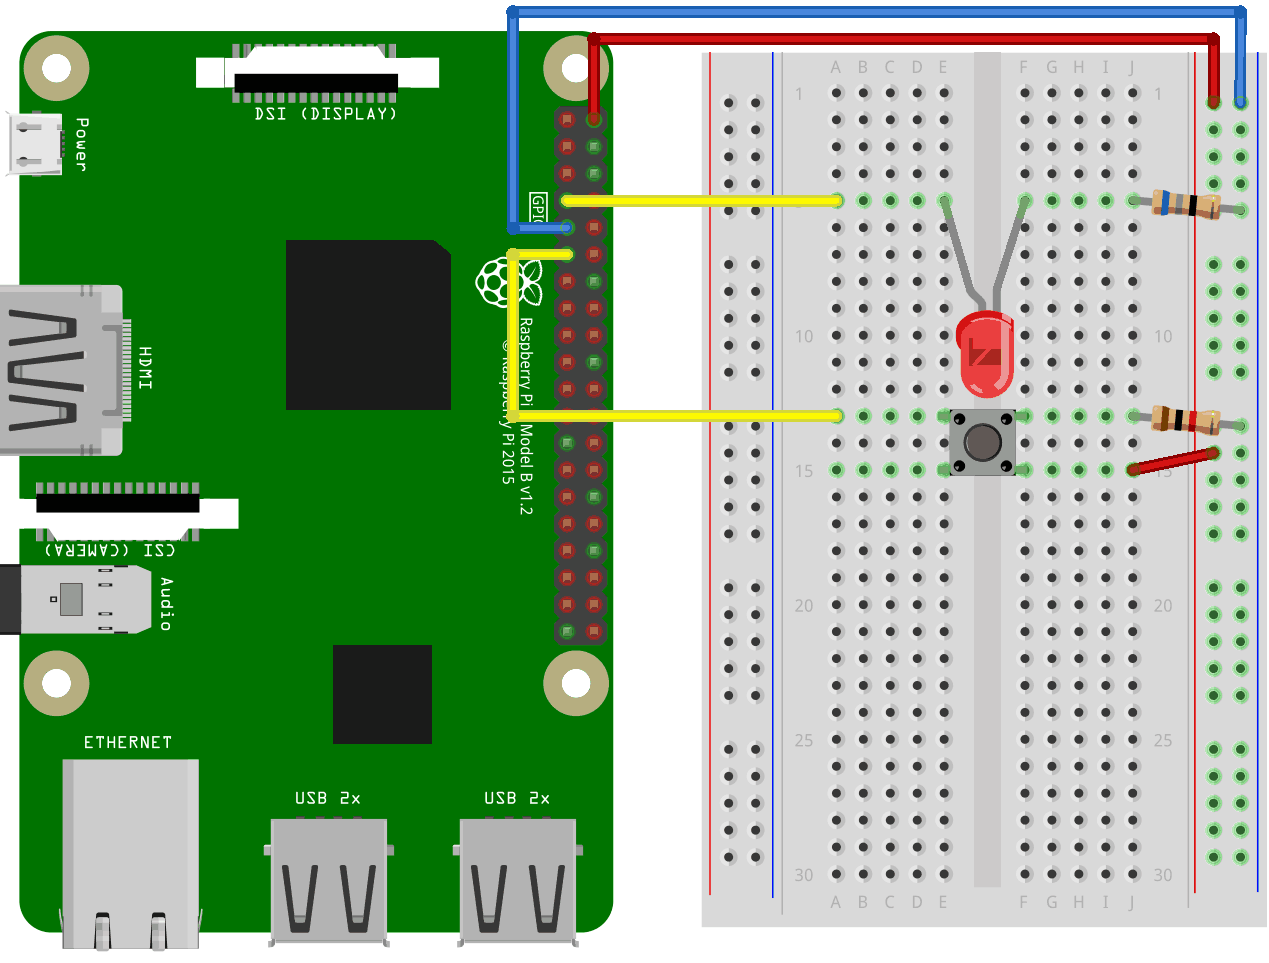 DSI (DISPLAY)
Power
GPIO
HDMI
Raspberry Pi Model B v1.2
© Raspberry Pi 2015
CSI (CAMERA)
Audio
ETHERNET
USB 2x
USB 2x
A B C D E F G H I J
1 1
10 10
15
20 20
25 25
30 30
A B C D E F G H I J